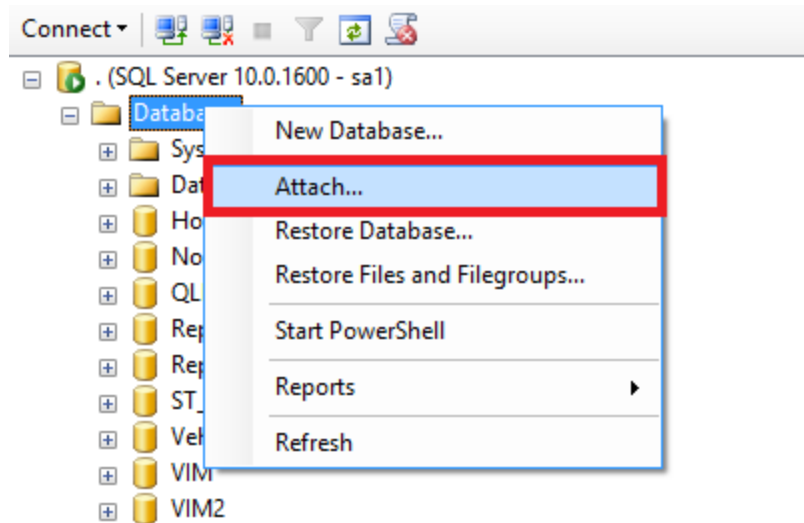 Connect
. (SQL Server 10.0.1600 - sa1)
Databa
Sys
Dat
Ho
No
QL
Rep
Rep
ST_
Veh
VIM
VIM2
New Database...
Attach...
Restore Database...
Restore Files and Filegroups...
Start PowerShell
Reports
Refresh